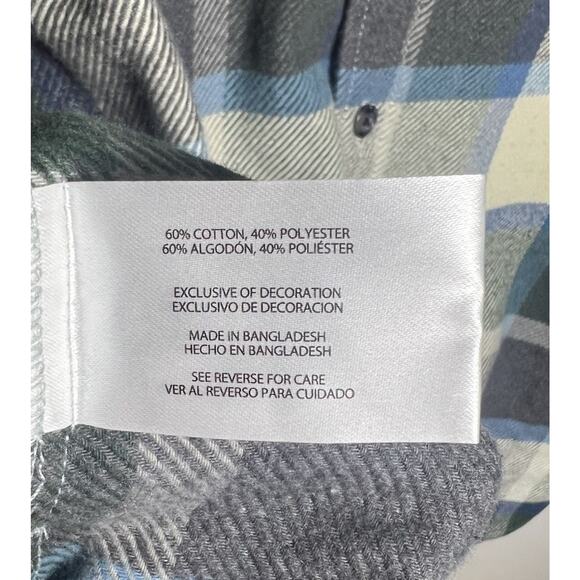 60% COTTON, 40% POLYESTER
60% ALGODÓN, 40% POLIÉSTER
EXCLUSIVE OF DECORATION
EXCLUSIVO DE DECORACION
MADE IN BANGLADESH
HECHO EN BANGLADESH
SEE REVERSE FOR CARE
VER AL REVERSO PARA CUIDADO